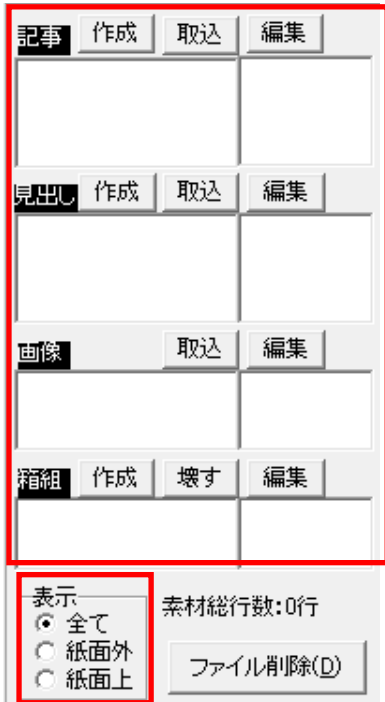 記事 作成 取込 編集
見出し 作成 取込 編集
画像 取込 編集
箱組 作成 壊す 編集
表示
全て
紙面外
紙面上
素材総行数:0行
ファイル削除(D)